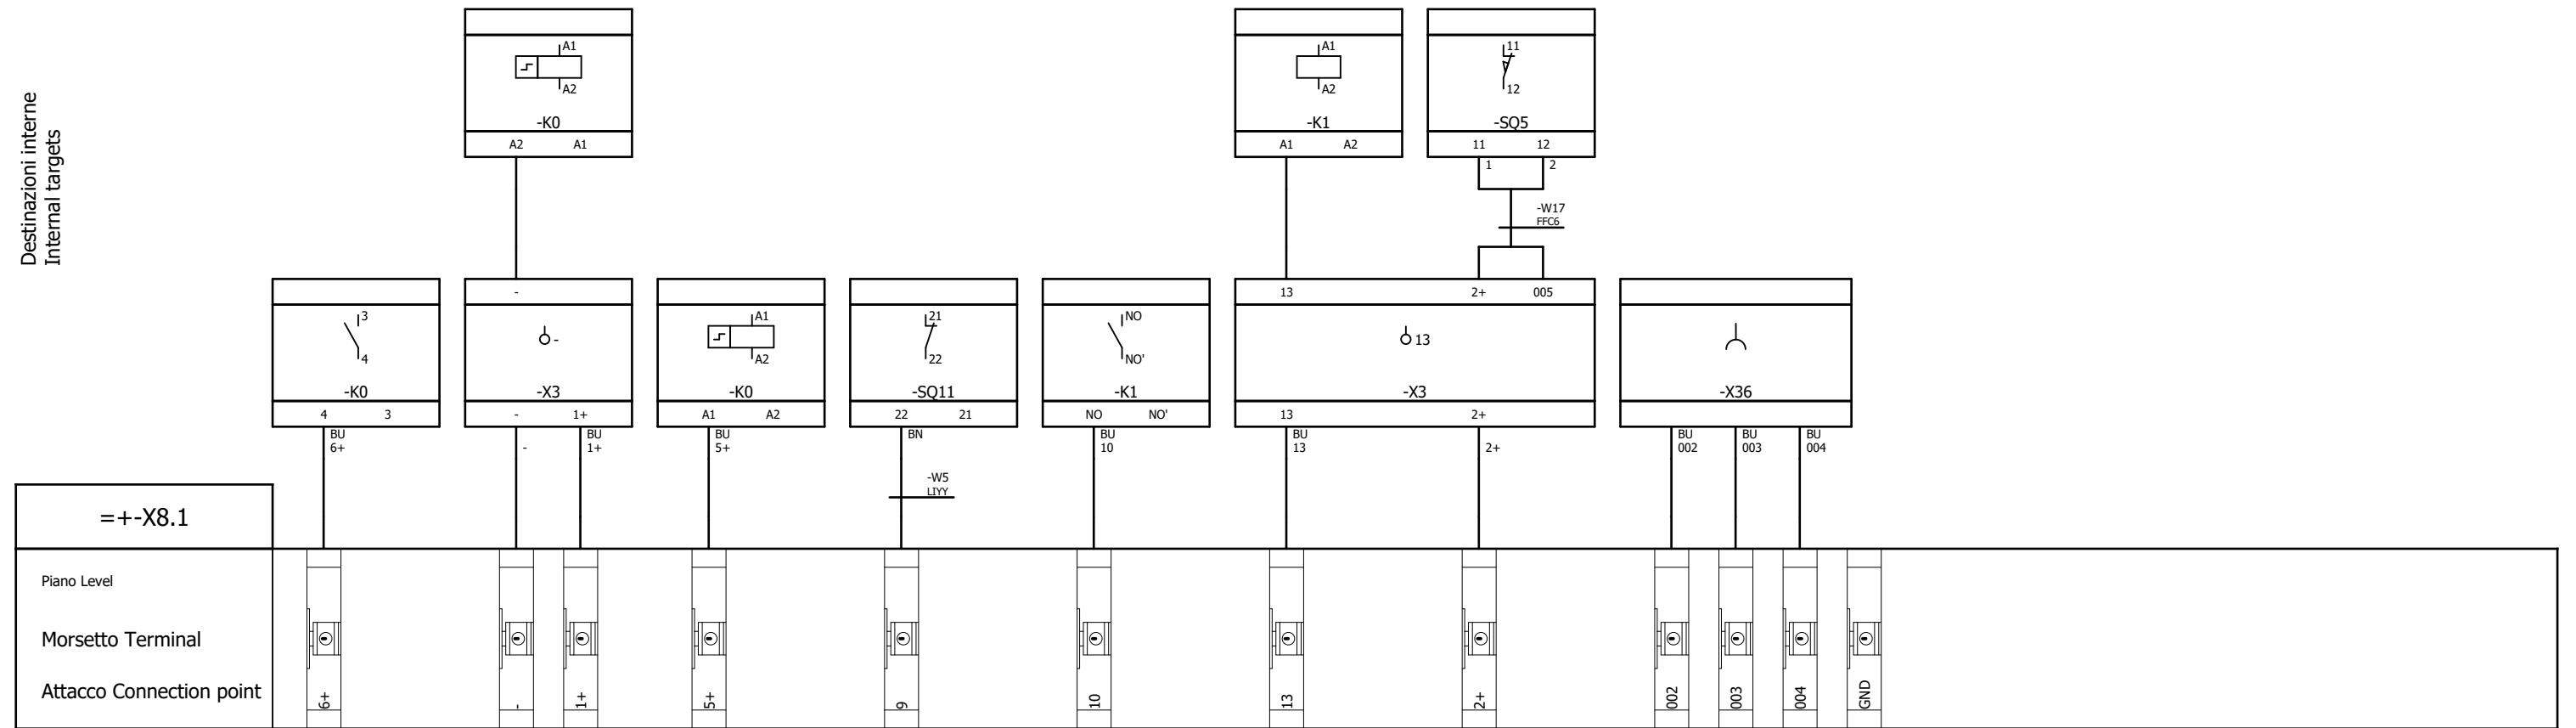 Destinazioni interne
Internal targets
A1
A2
-K0
A2 A1
A1
A2
-K1
A1 A2
11
12
-SQ5
11 12
1 2
-W17
FFC6
3
4
-K0
4 3
BU
6+
-
-
-X3
- 1+
-
BU
1+
A1
A2
-K0
A1 A2
BU
5+
21
22
-SQ11
22 21
BN
-W5
LIYY
NO
NO'
-K1
NO NO'
BU
10
13 2+ 005
13
-X3
13 2+
BU
13
2+
-X36
BU
002
BU
003
BU
004
=+-X8.1
Piano Level
Morsetto Terminal
Attacco Connection point
6+
-
1+
5+
9
10
13
2+
002
003
004
GND